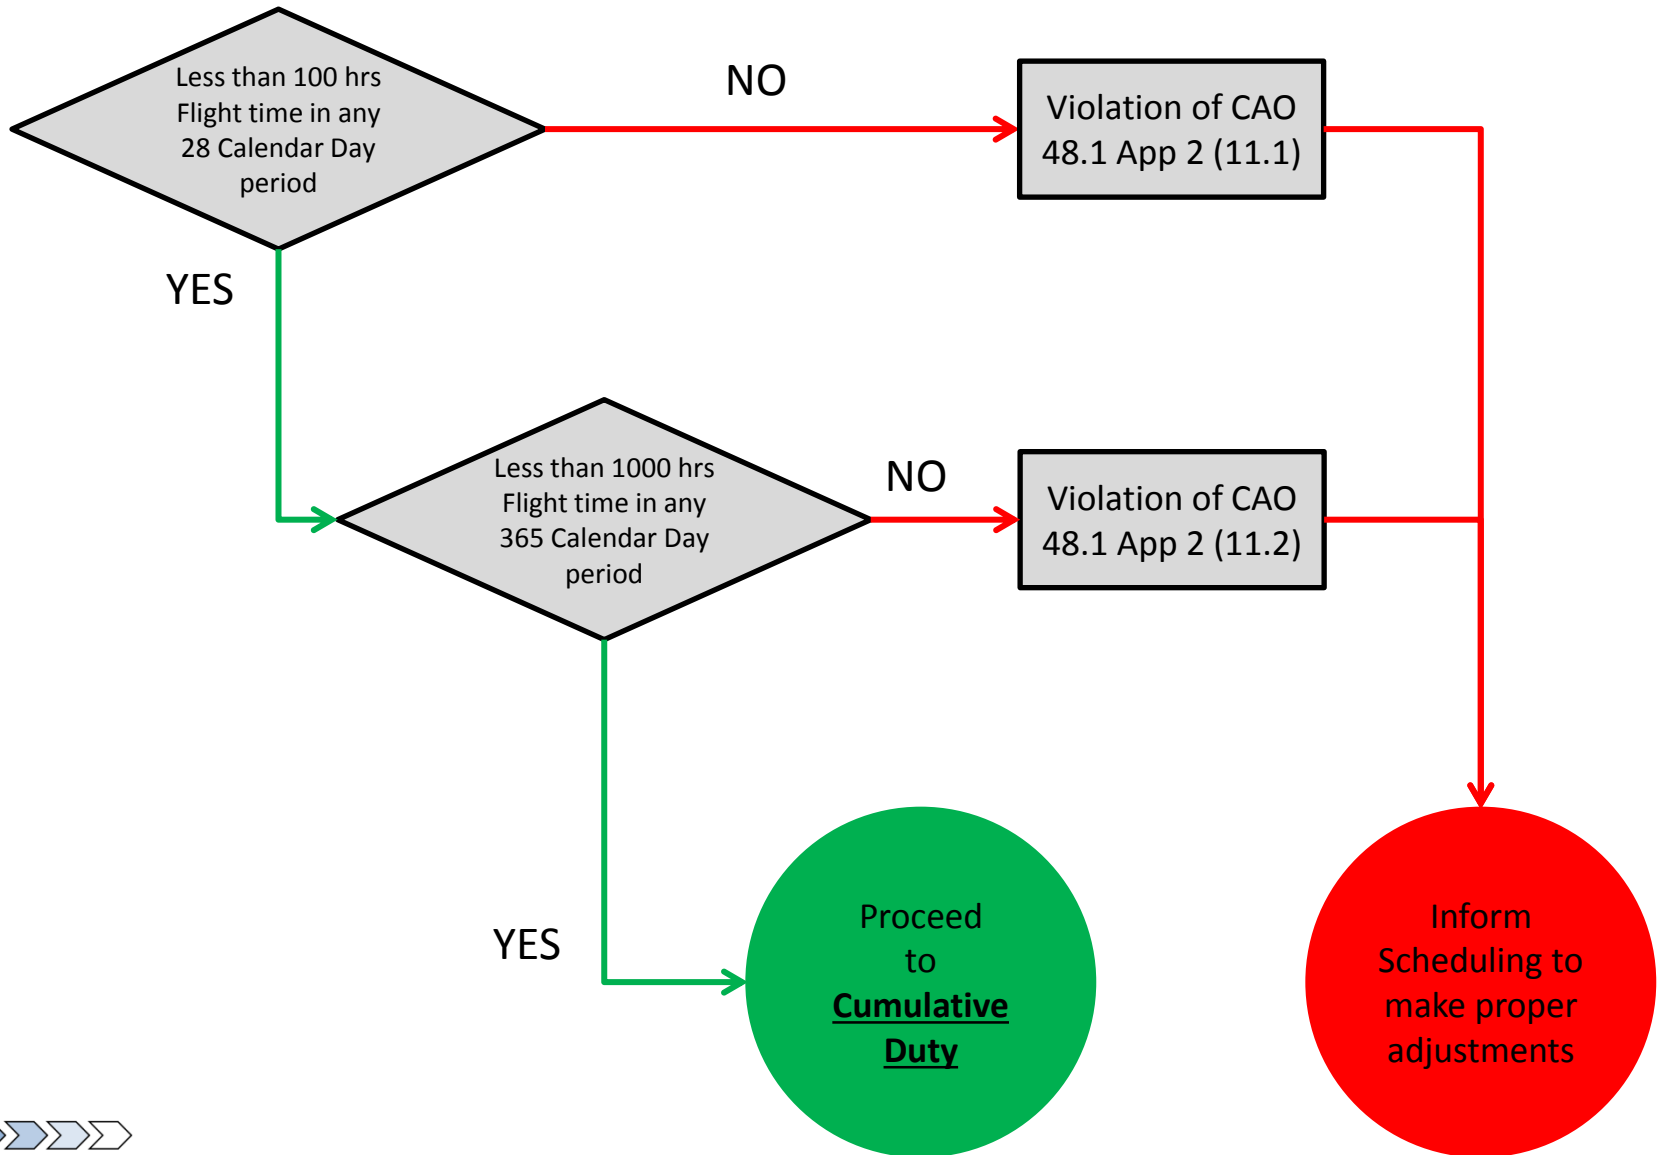 Less than 100 hrs
Flight time in any
28 Calendar Day
period
NO
Violation of CAO
48.1 App 2 (11.1)
YES
Less than 1000 hrs
Flight time in any
365 Calendar Day
period
NO
Violation of CAO
48.1 App 2 (11.2)
YES
Proceed
to
Cumulative
Duty
Inform
Scheduling to
make proper
adjustments